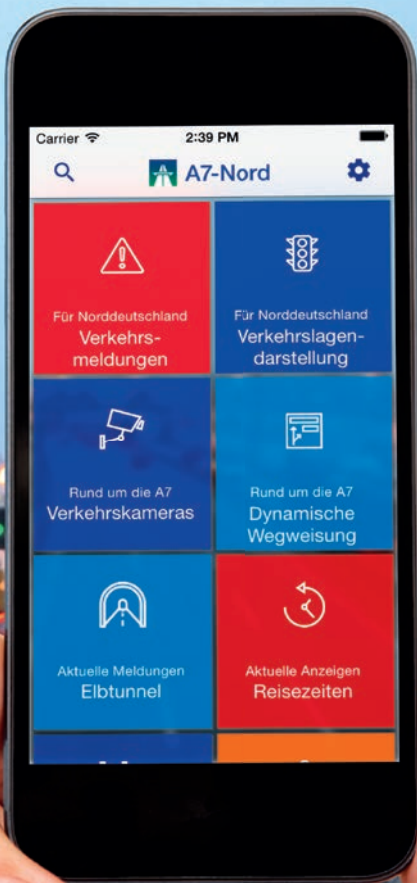 Carrier 2:39 PM
A7-Nord
Für Norddeutschland
Verkehrs-
meldungen
Für Norddeutschland
Verkehrslagen-
darstellung
Rund um die A7
Verkehrskameras
Rund um die A7
Dynamische
Wegweisung
Aktuelle Meldungen
Elbtunnel
Aktuelle Anzeigen
Reisezeiten